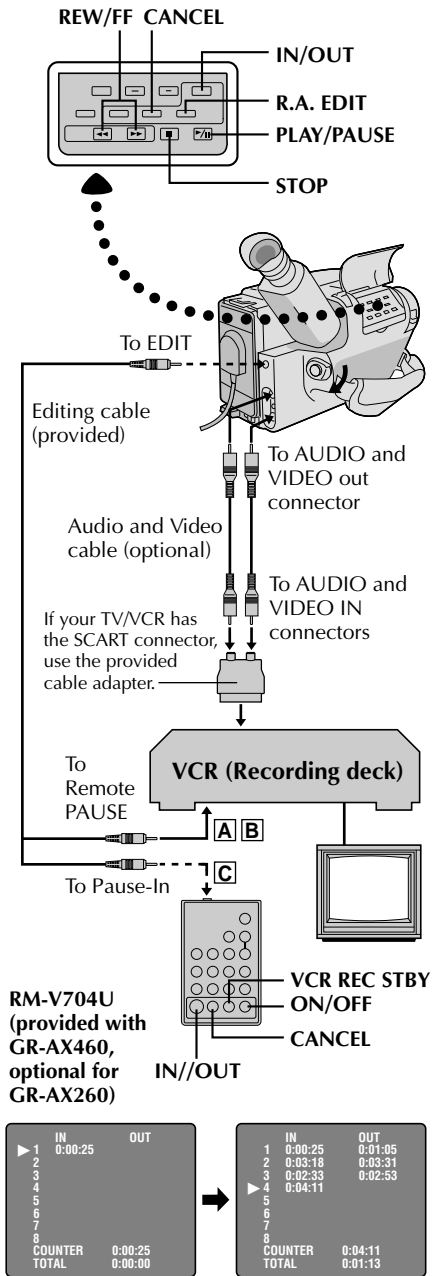 REW/FF CANCEL
IN/OUT
R.A. EDIT
PLAY/PAUSE
STOP
To EDIT
Editing cable
(provided)
To AUDIO and
VIDEO out
connector
Audio and Video
cable (optional)
To AUDIO and
VIDEO IN
connectors
If your TV/VCR has
the SCART connector,
use the provided
cable adapter.
VCR (Recording deck)
To
Remote
PAUSE
A B
C
To Pause-In
VCR REC STBY
ON/OFF
CANCEL
IN//OUT
RM-V704U
(provided with
GR-AX460,
optional for
GR-AX260)
IN OUT
1 0:00:25
2
3
4
5
6
7
8
COUNTER 0:00:25
TOTAL 0:00:00
IN OUT
1 0:00:25 0:01:05
2 0:03:18 0:03:31
3 0:02:33 0:02:53
4 0:04:11
5
6
7
8
COUNTER 0:04:11
TOTAL 0:01:13